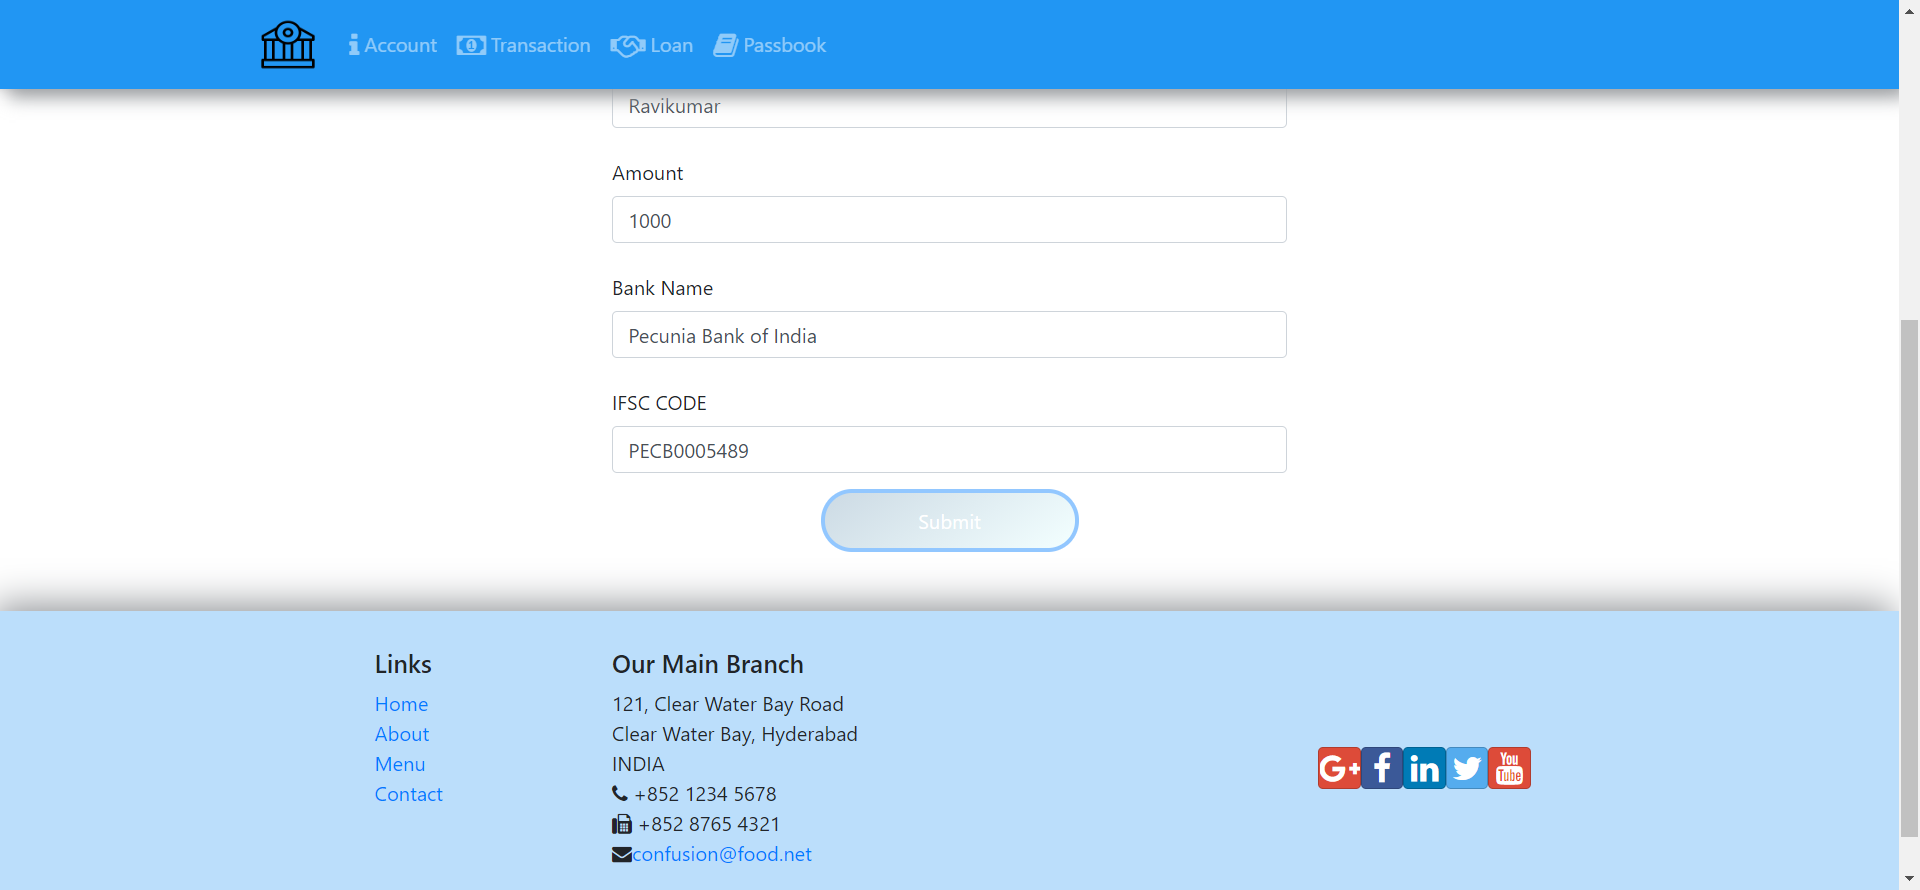 Account Transaction Loan Passbook
Ravikumar
Amount
1000
Bank Name
Pecunia Bank of India
IFSC CODE
PECB0005489
Submit
Links
Home
About
Menu
Contact
Our Main Branch
121, Clear Water Bay Road
Clear Water Bay, Hyderabad
INDIA
+852 1234 5678
+852 8765 4321
confusion@food.net
G+ f in You Tube